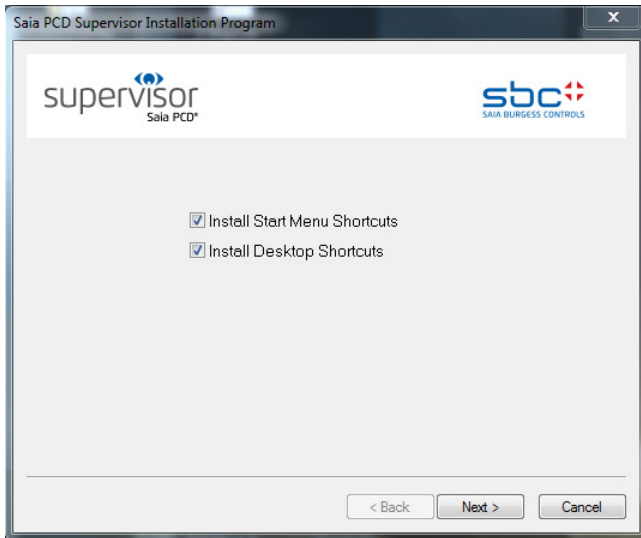 Saia PCD Supervisor Installation Program
x
supervisor
Saia PCD®
sbc
SAIA BURGESS CONTROLS
Install Start Menu Shortcuts
Install Desktop Shortcuts
< Back
Next >
Cancel